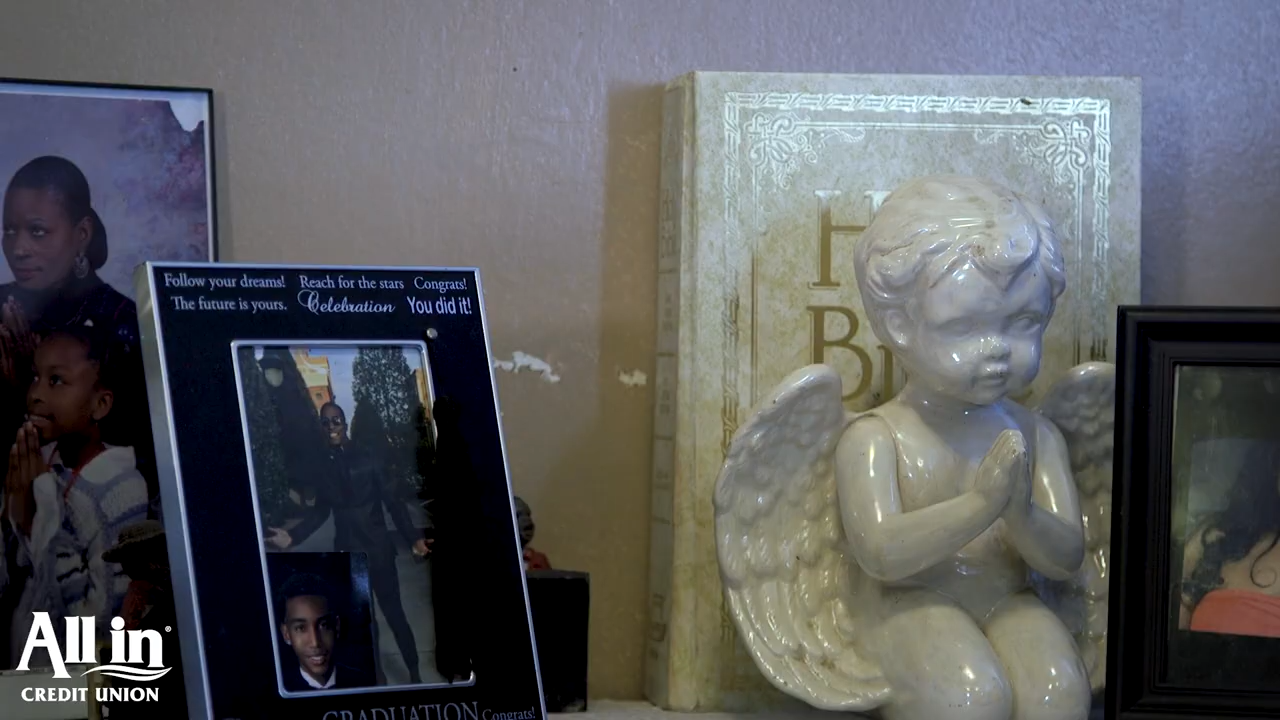 Follow your dreams! Reach for the stars Congrats!
The future is yours. Celebration You did it!
GRADUATION Congrats!
H
B
All in
CREDIT UNION